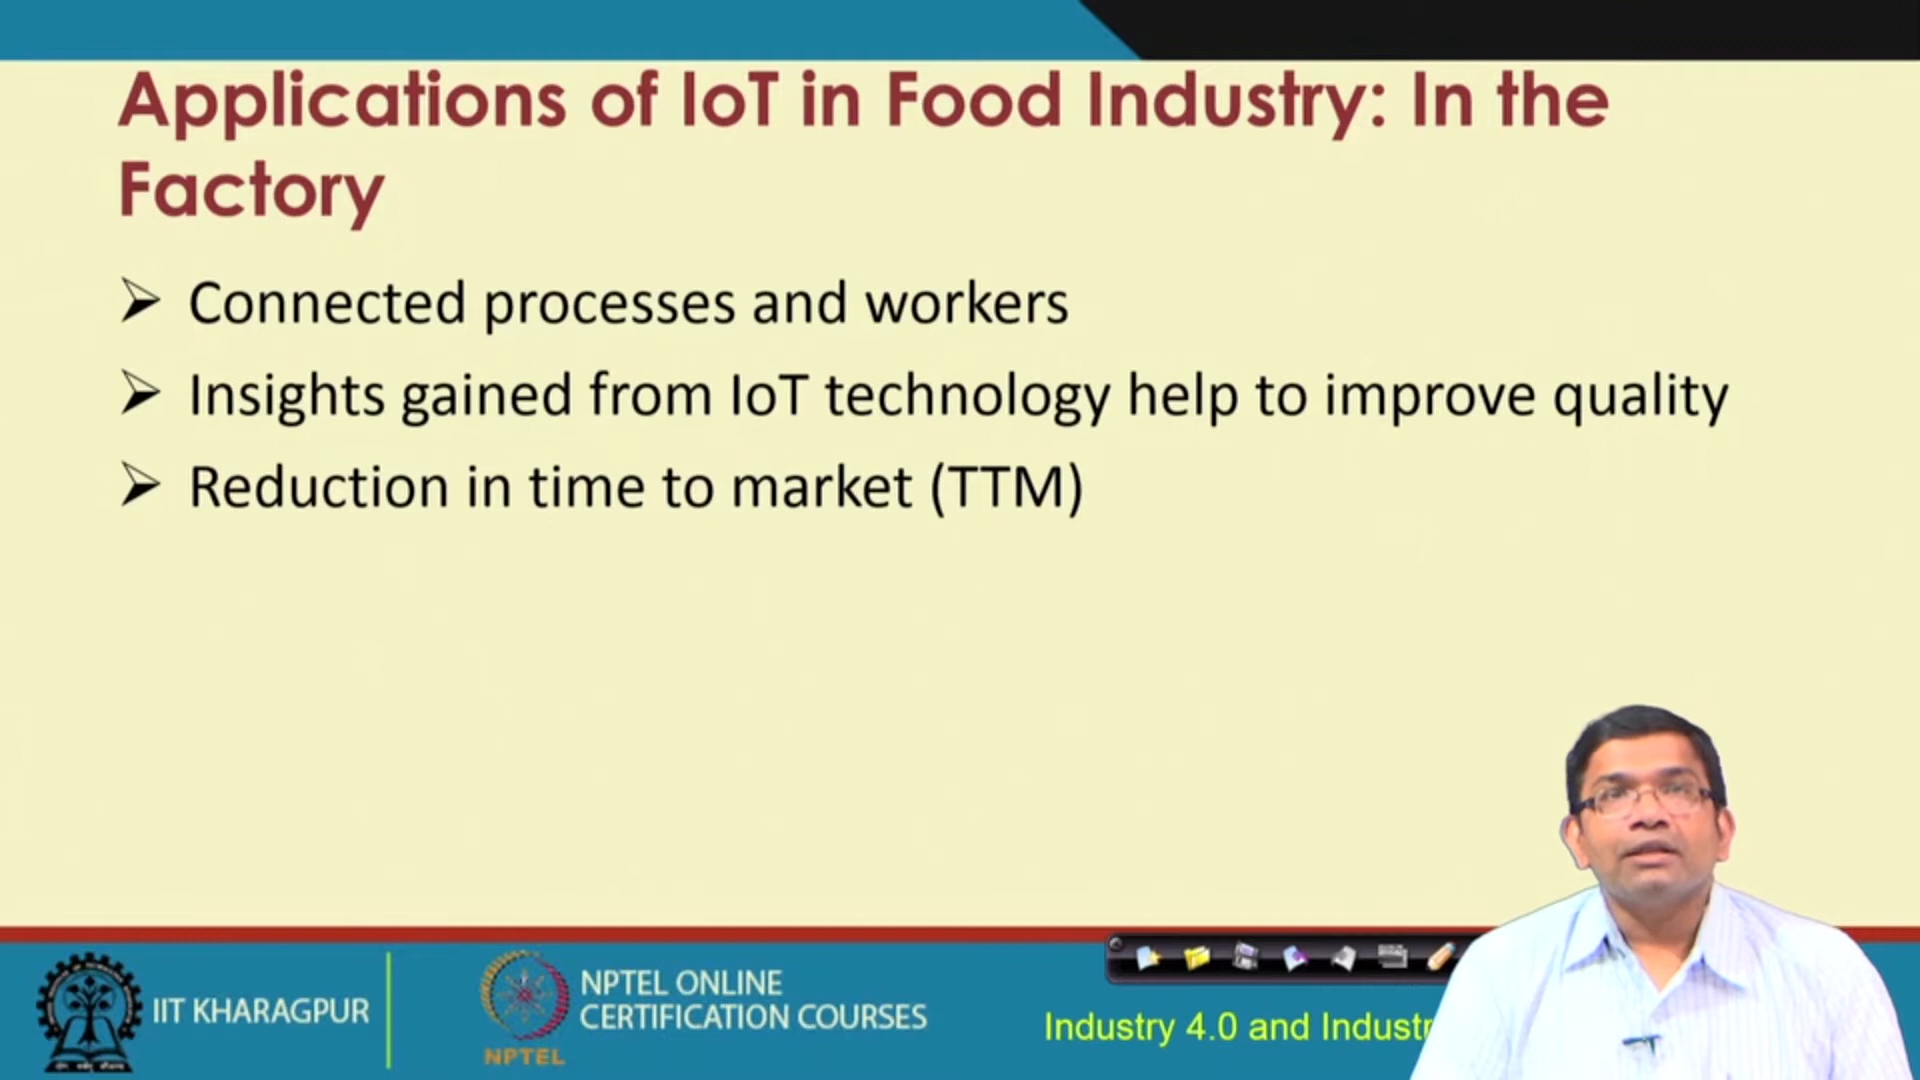 Applications of IoT in Food Industry: In the
Factory
Connected processes and workers
Insights gained from IoT technology help to improve quality
Reduction in time to market (TTM)
IIT KHARAGPUR
NPTEL ONLINE
CERTIFICATION COURSES
NPTEL
Industry 4.0 and